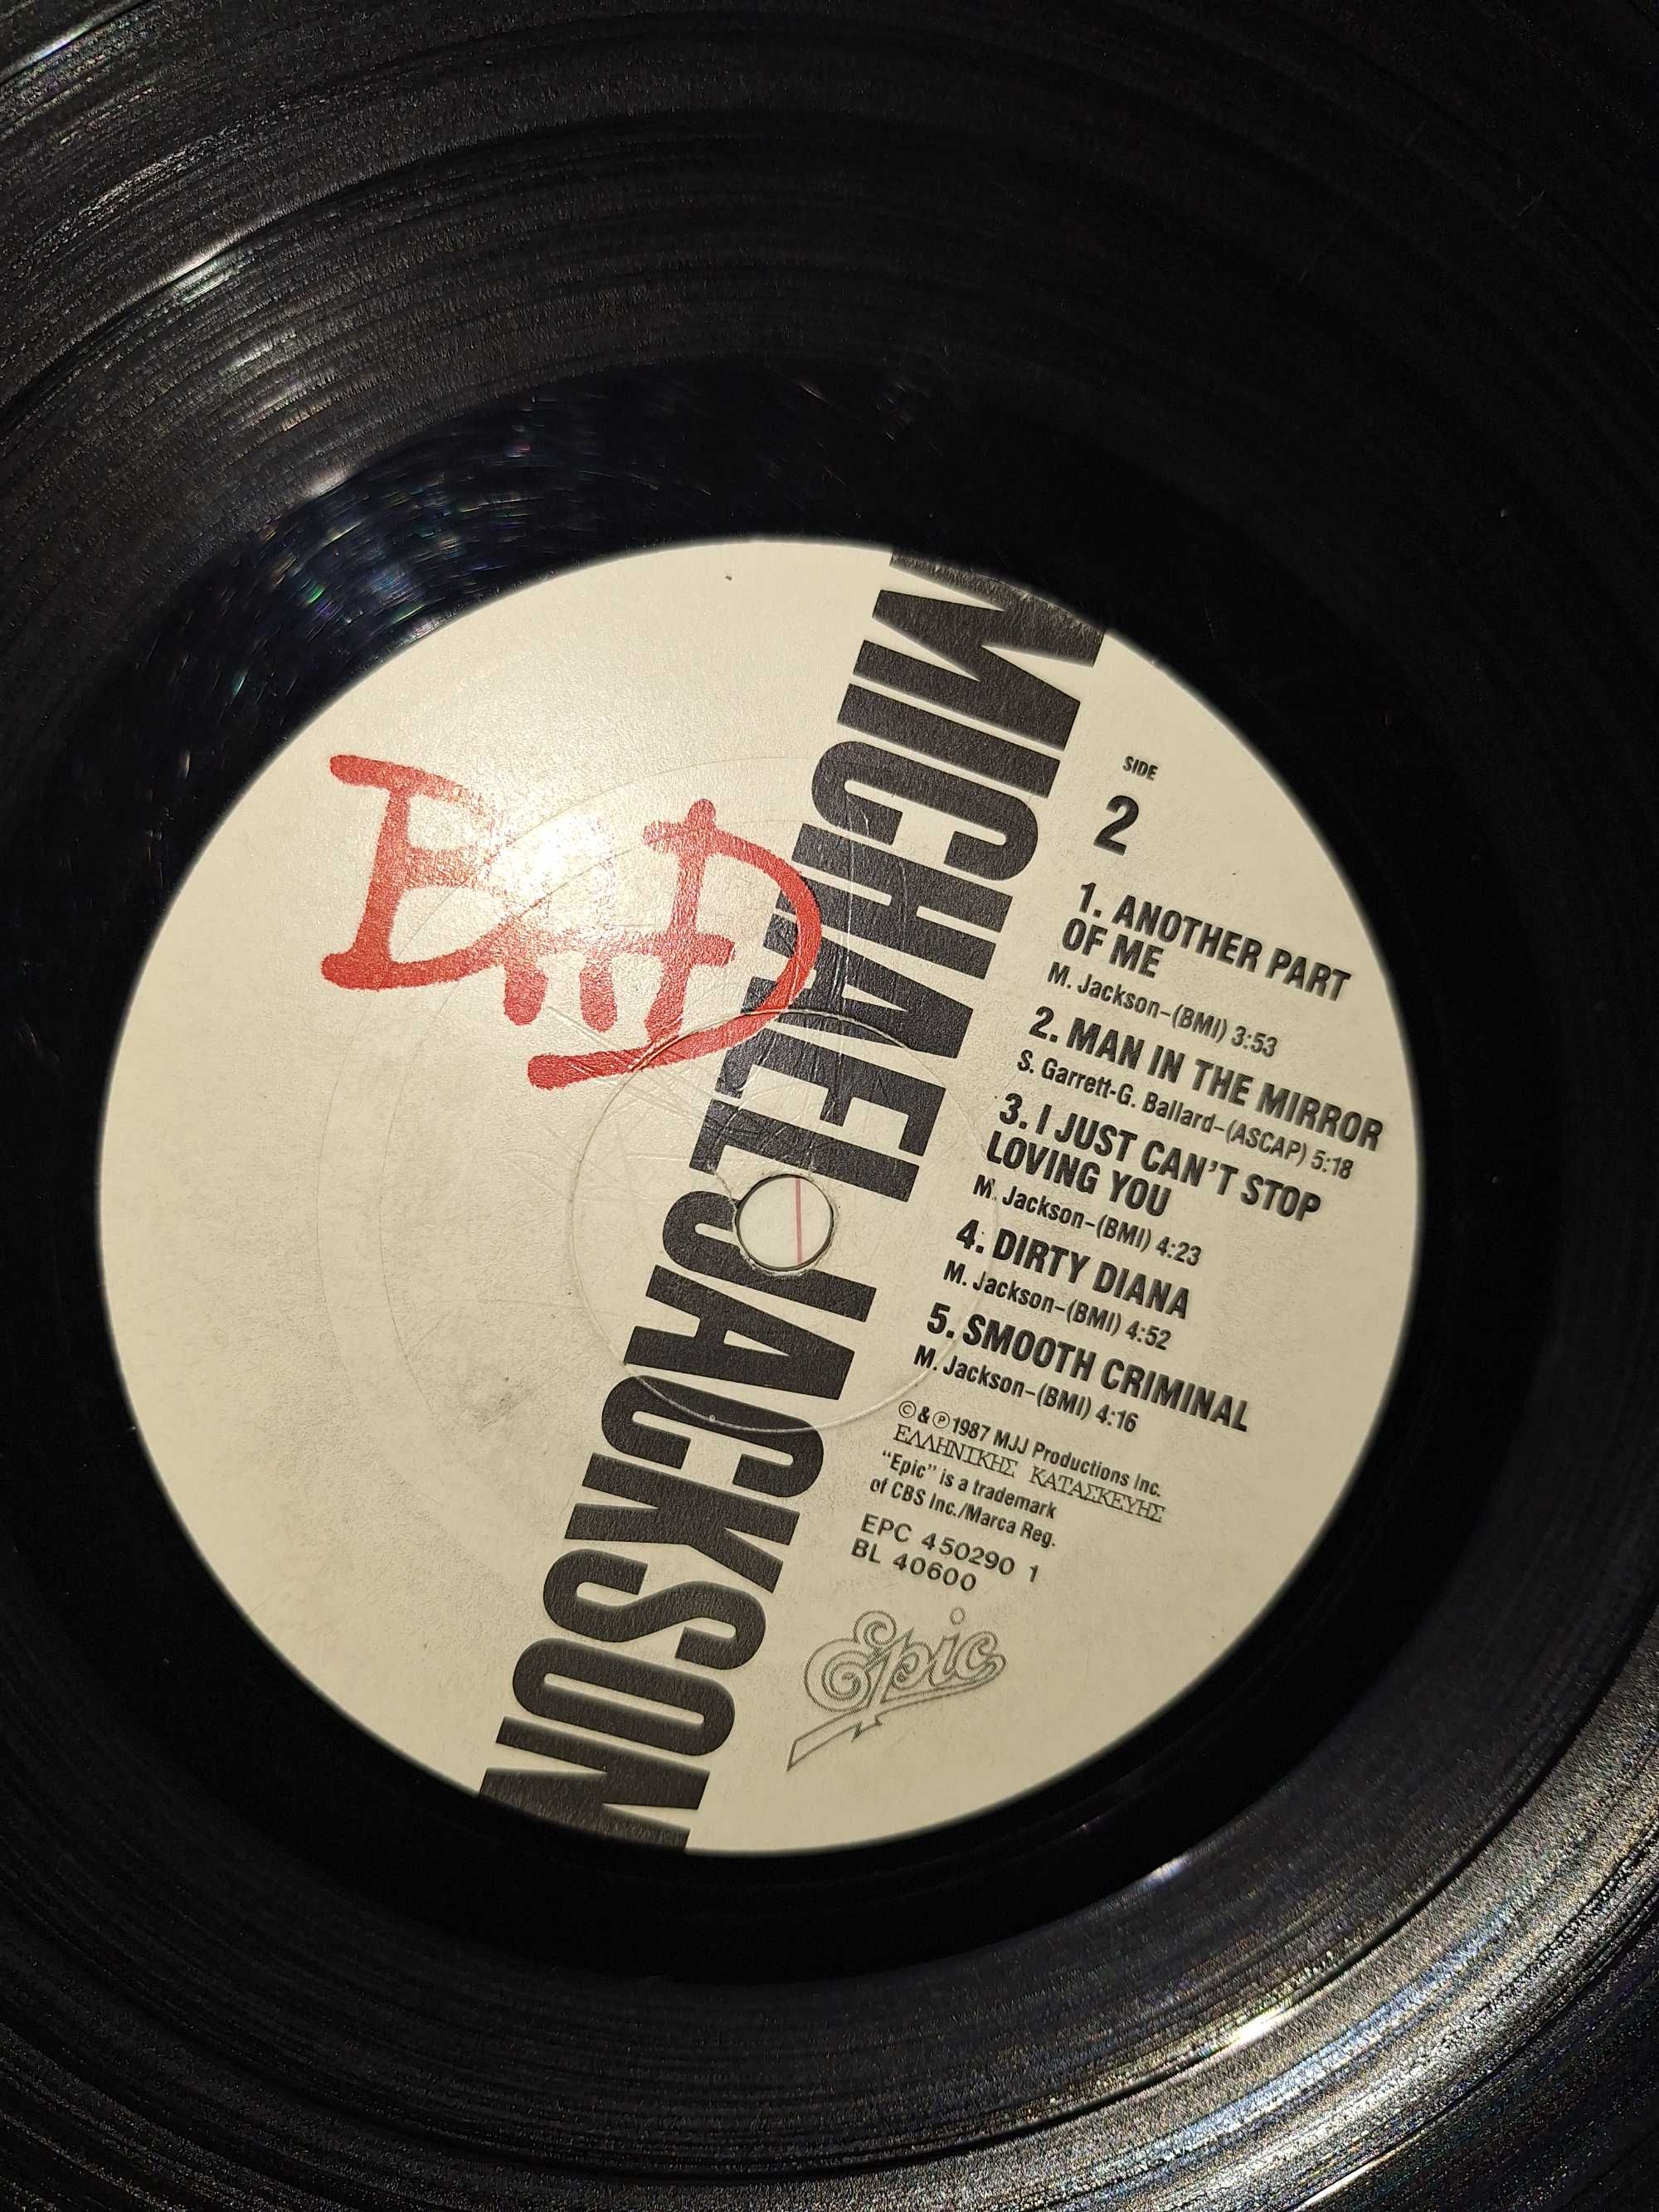 BAD
MICHAEL JACKSON
SIDE
2
1. ANOTHER PART
OF ME
M. Jackson–(BMI) 3:53
2. MAN IN THE MIRROR
S. Garrett-G. Ballard–(ASCAP) 5:18
3. I JUST CAN'T STOP
LOVING YOU
M. Jackson–(BMI) 4:23
4. DIRTY DIANA
M. Jackson–(BMI) 4:52
5. SMOOTH CRIMINAL
M. Jackson–(BMI) 4:16
© & ℗ 1987 MJJ Productions Inc.
ΕΛΛΗΝΙΚΗΣ ΚΑΤΑΣΚΕΥΗΣ
"Epic" is a trademark
of CBS Inc./Marca Reg.
EPC 450290 1
BL 40600
Epic